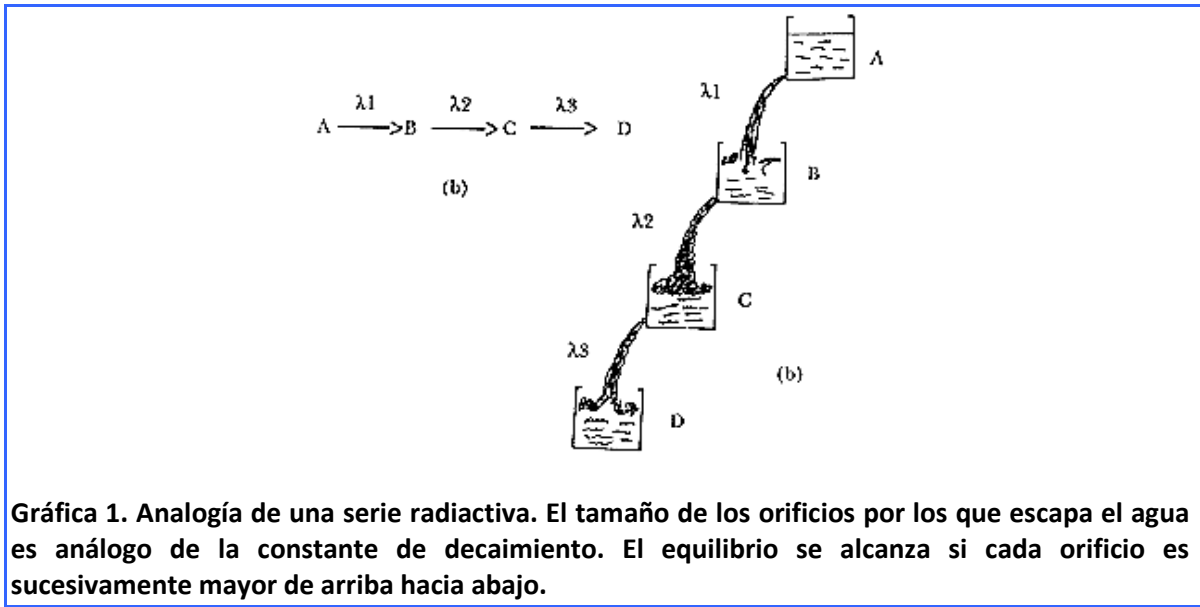 A
λ1
λ1 λ2 λ3
A B C D
(b)
B
λ2
C
λ3
(b)
D
Gráfica 1. Analogía de una serie radiactiva. El tamaño de los orificios por los que escapa el agua
es análogo de la constante de decaimiento. El equilibrio se alcanza si cada orificio es
sucesivamente mayor de arriba hacia abajo.